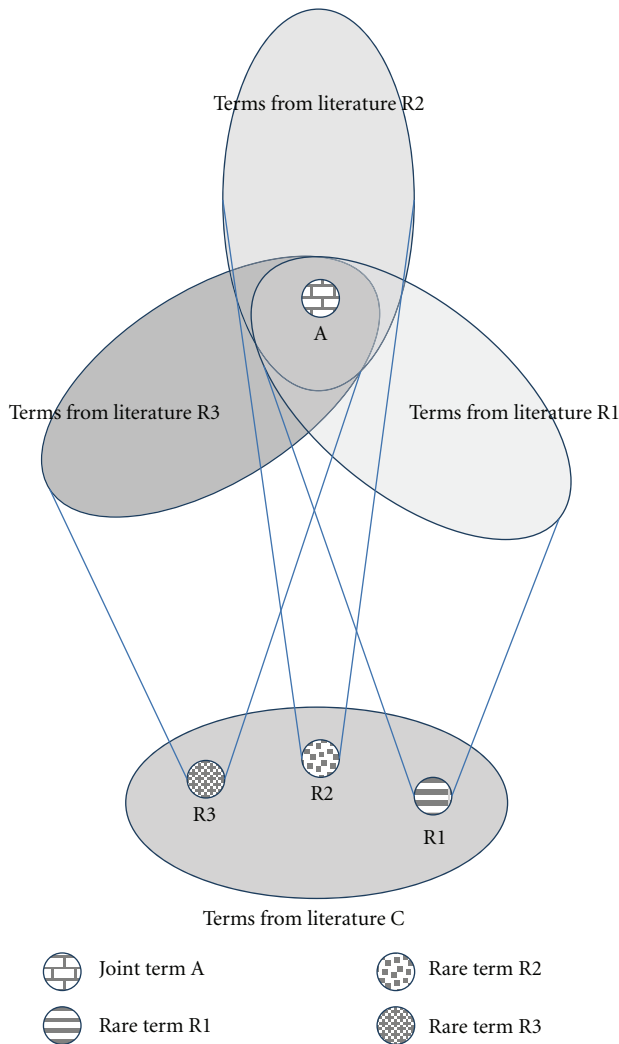 Terms from literature R2
A
Terms from literature R3
Terms from literature R1
R3
R2
R1
Terms from literature C
Joint term A
Rare term R2
Rare term R1
Rare term R3